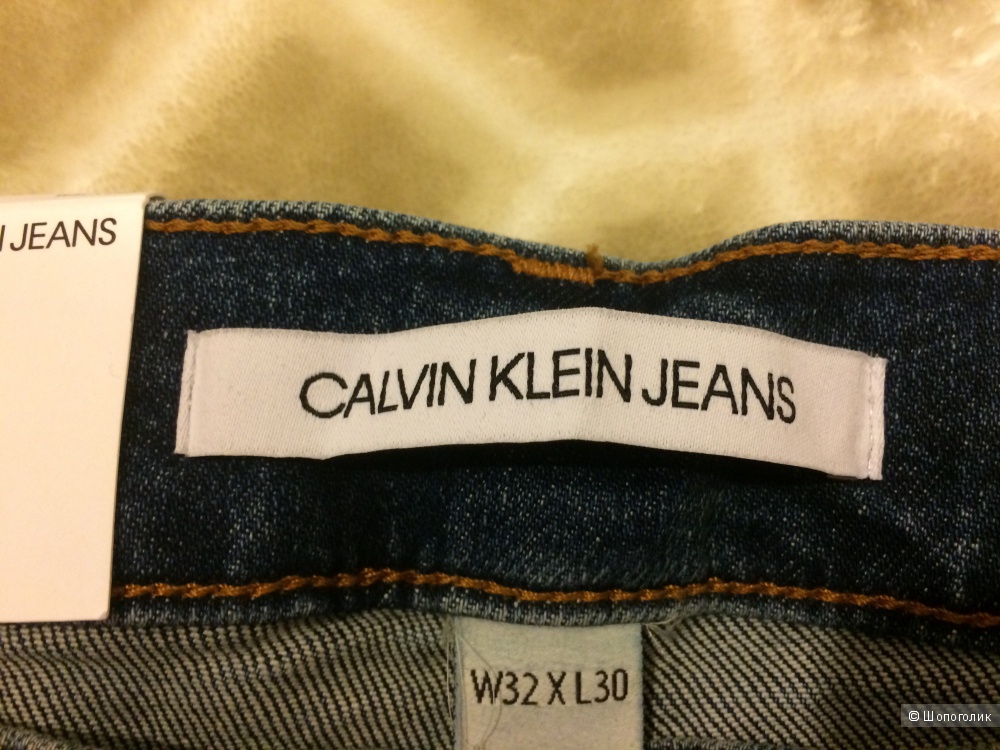 JEANS
CALVIN KLEIN JEANS
W32 X L30
© Шопоголик